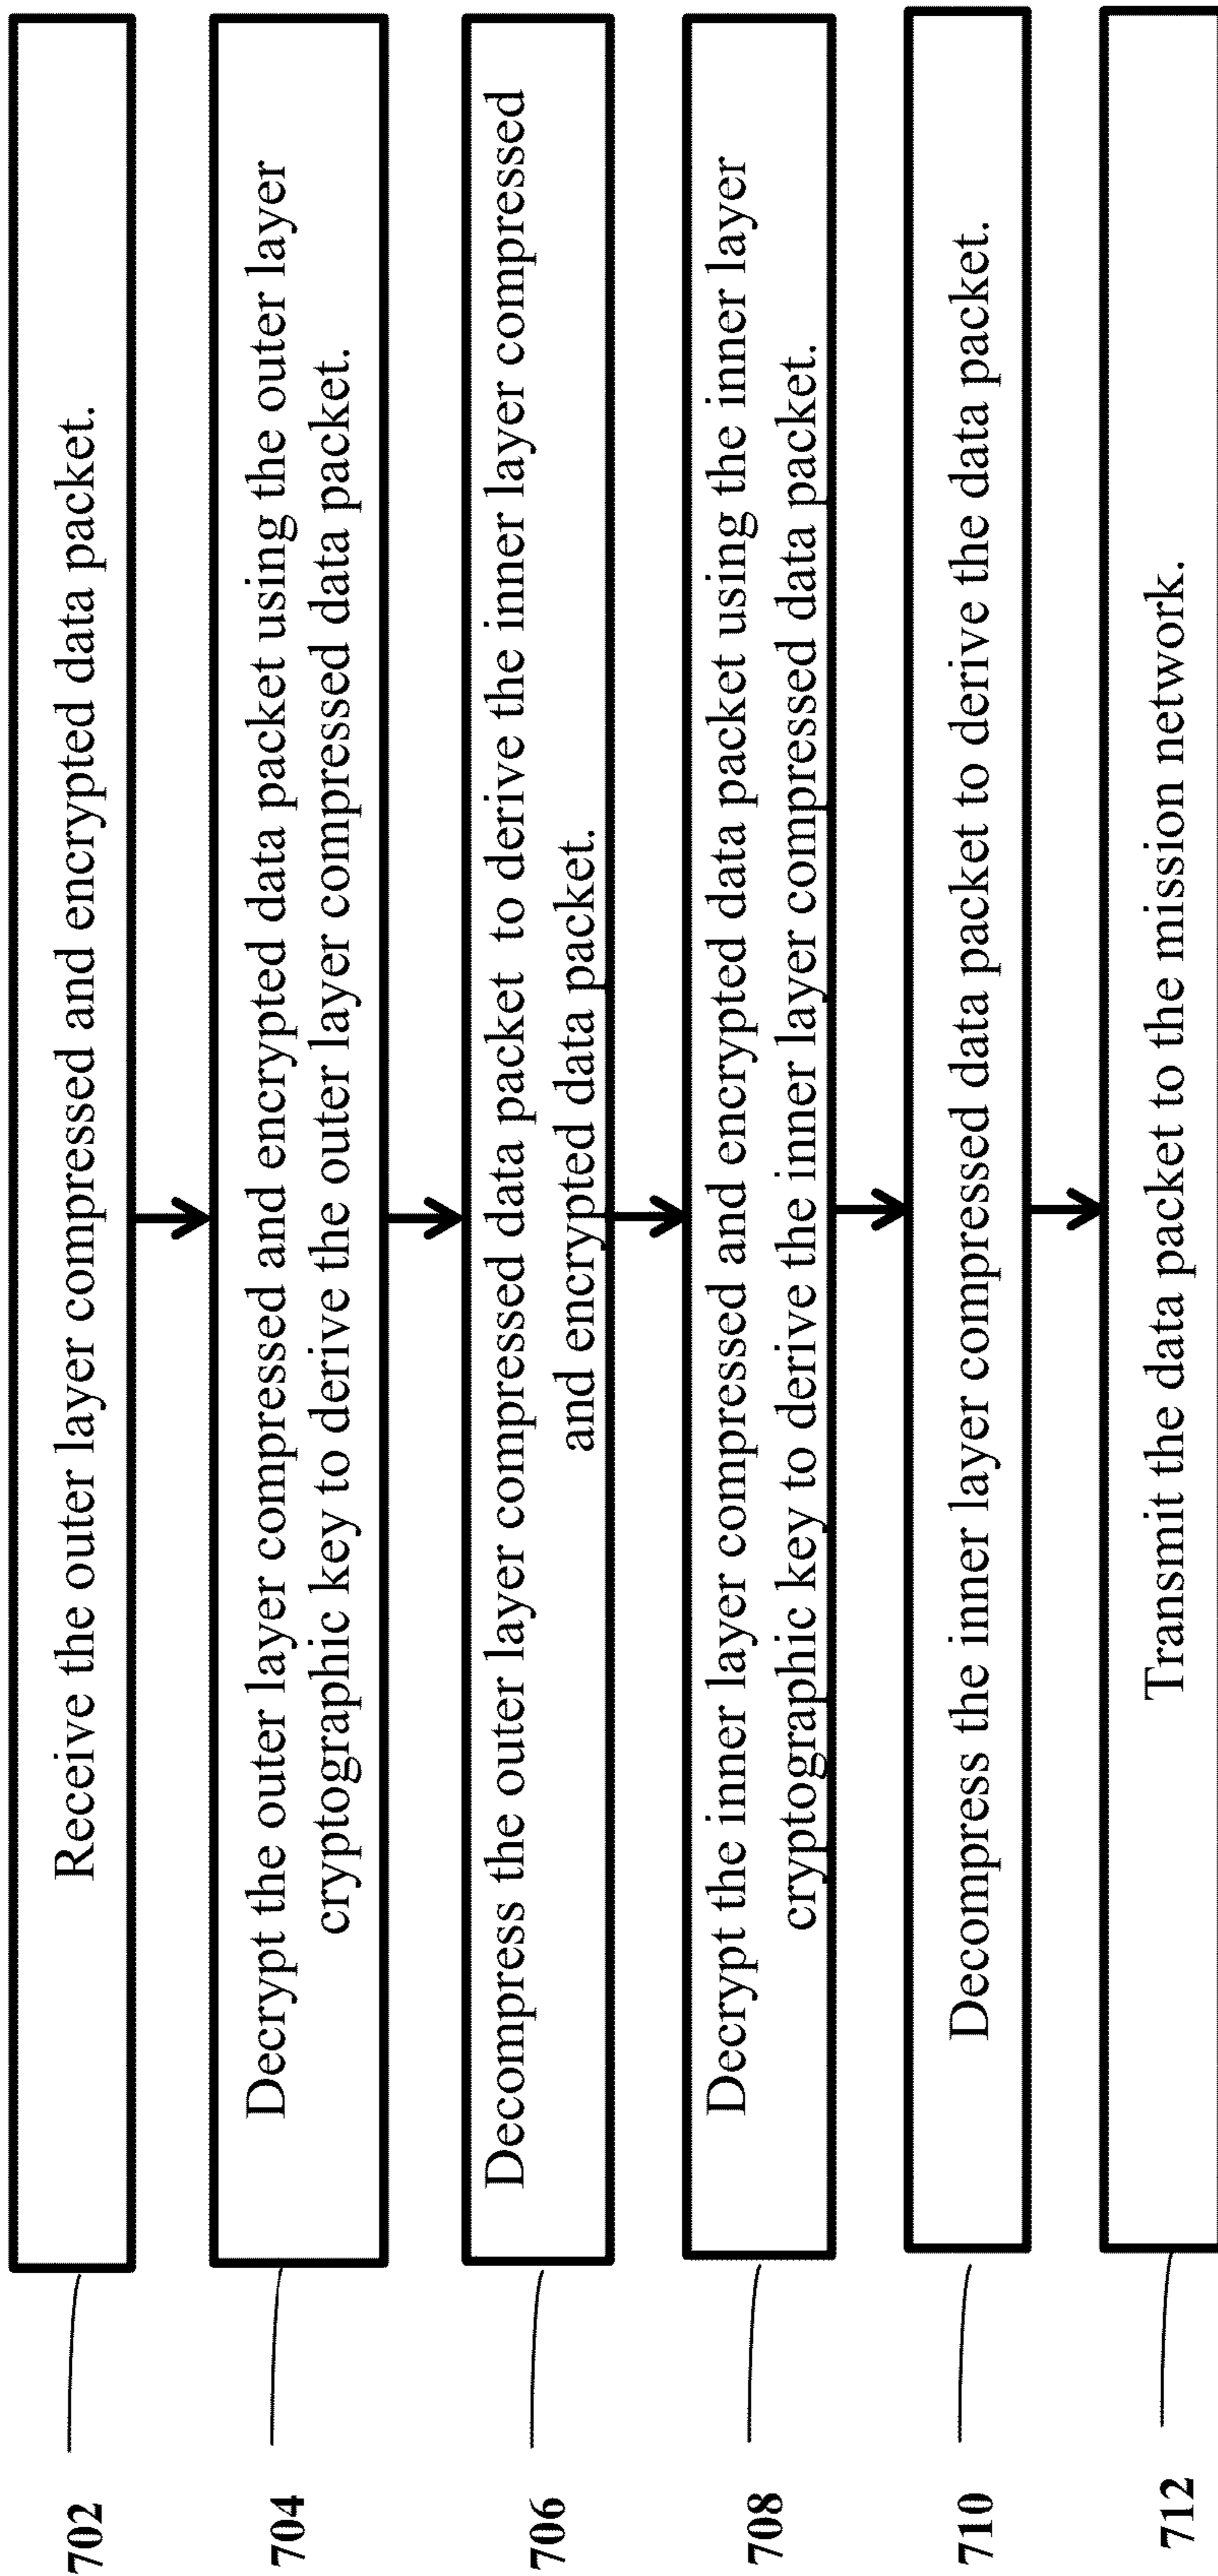 702
Receive the outer layer compressed and encrypted data packet.
704
Decrypt the outer layer compressed and encrypted data packet using the outer layer
cryptographic key to derive the outer layer compressed data packet.
706
Decompress the outer layer compressed data packet to derive the inner layer compressed
and encrypted data packet.
708
Decrypt the inner layer compressed and encrypted data packet using the inner layer
cryptographic key to derive the inner layer compressed data packet.
710
Decompress the inner layer compressed data packet to derive the data packet.
712
Transmit the data packet to the mission network.